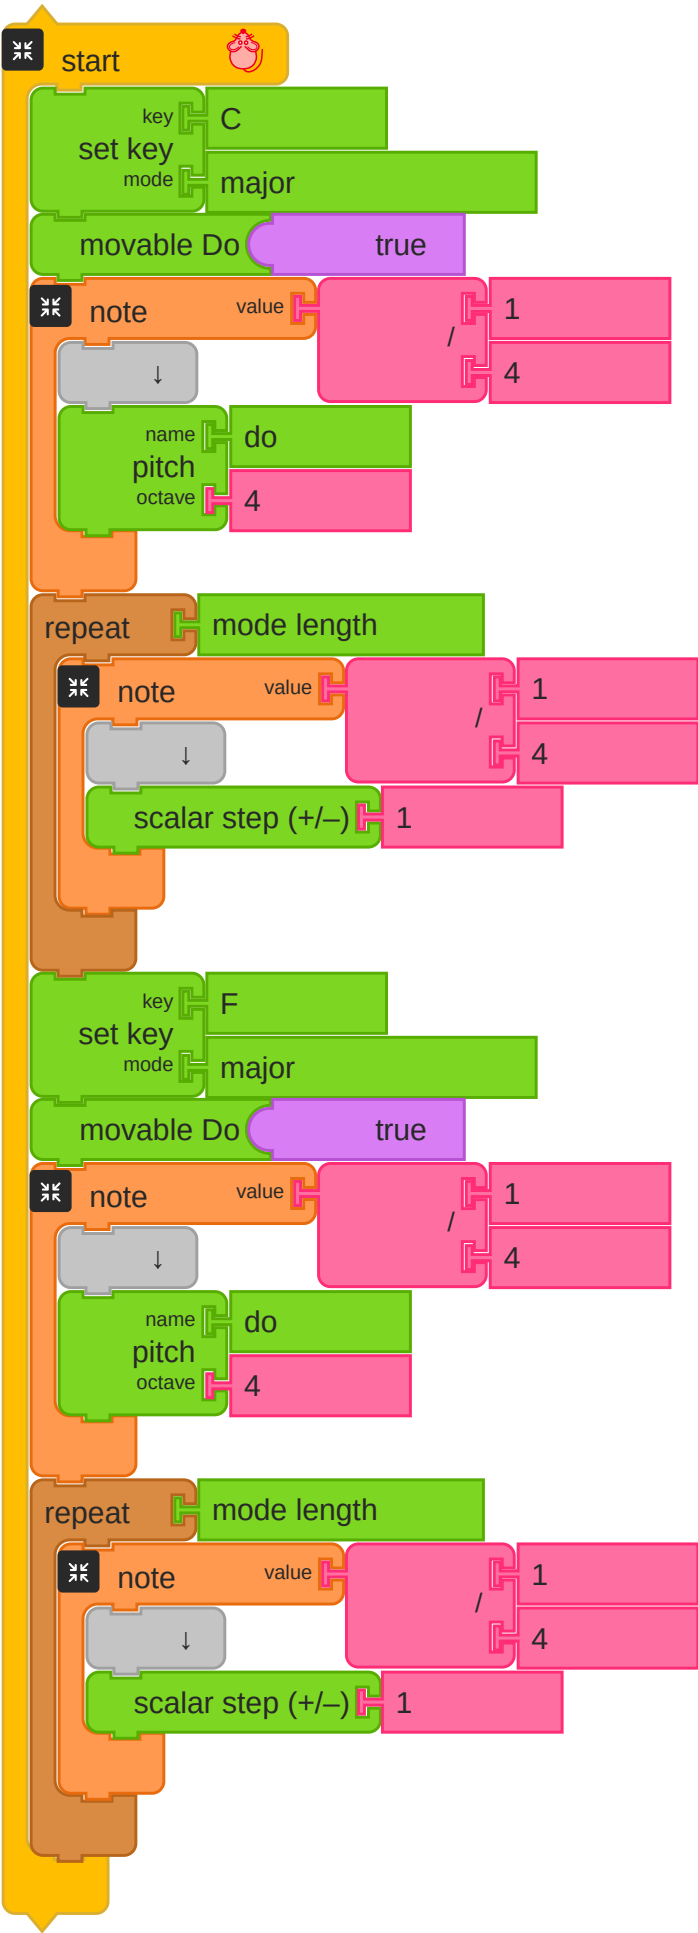 start
key C
set key
mode major
movable Do true
note value 1
/
4
↓
name do
pitch
octave 4
repeat mode length
note value 1
/
4
↓
scalar step (+/–) 1
key F
set key
mode major
movable Do true
note value 1
/
4
↓
name do
pitch
octave 4
repeat mode length
note value 1
/
4
↓
scalar step (+/–) 1